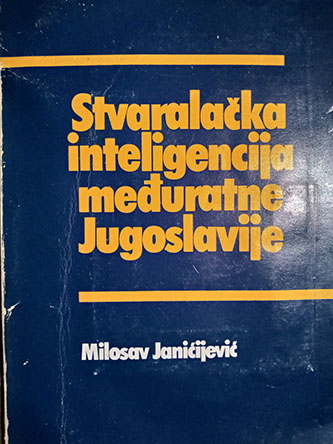 Stvaralačka
inteligencija
međuratne
Jugoslavije
Milosav Janićijević